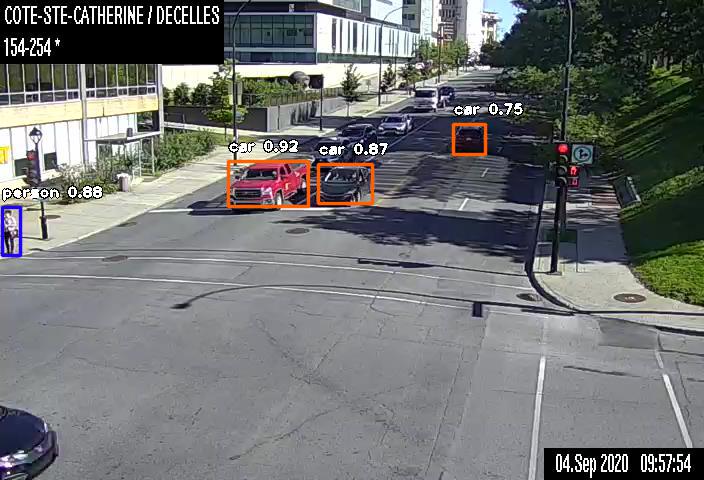 COTE-STE-CATHERINE / DECELLES
154-254 *
car 0.75
car 0.92
car 0.87
person 0.88
04.Sep 2020 09:57:54